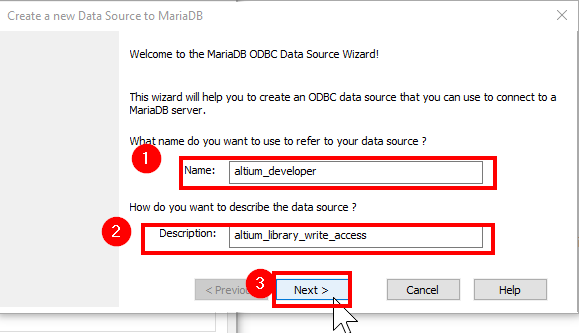 Create a new Data Source to MariaDB
Welcome to the MariaDB ODBC Data Source Wizard!
This wizard will help you to create an ODBC data source that you can use to connect to a
MariaDB server.
What name do you want to use to refer to your data source ?
1
Name: altium_developer
How do you want to describe the data source ?
2
Description: altium_library_write_access
< Previou 3 Next > Cancel Help